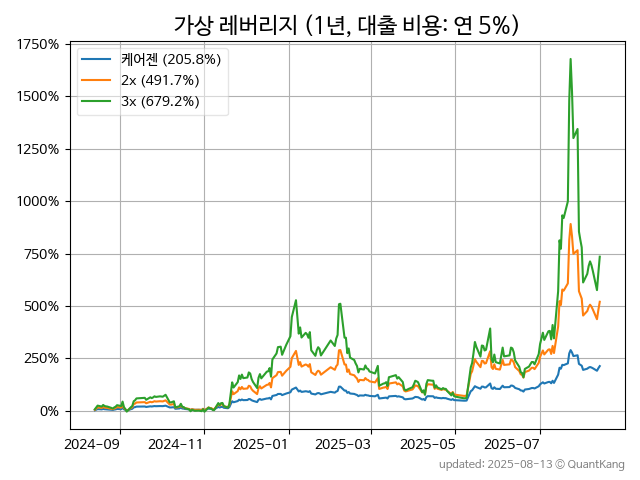 가상 레버리지 (1년, 대출 비용: 연 5%)
1750%
1500%
1250%
1000%
750%
500%
250%
0%
케어젠 (205.8%)
2x (491.7%)
3x (679.2%)
2024-09 2024-11 2025-01 2025-03 2025-05 2025-07
updated: 2025-08-13 © QuantKang